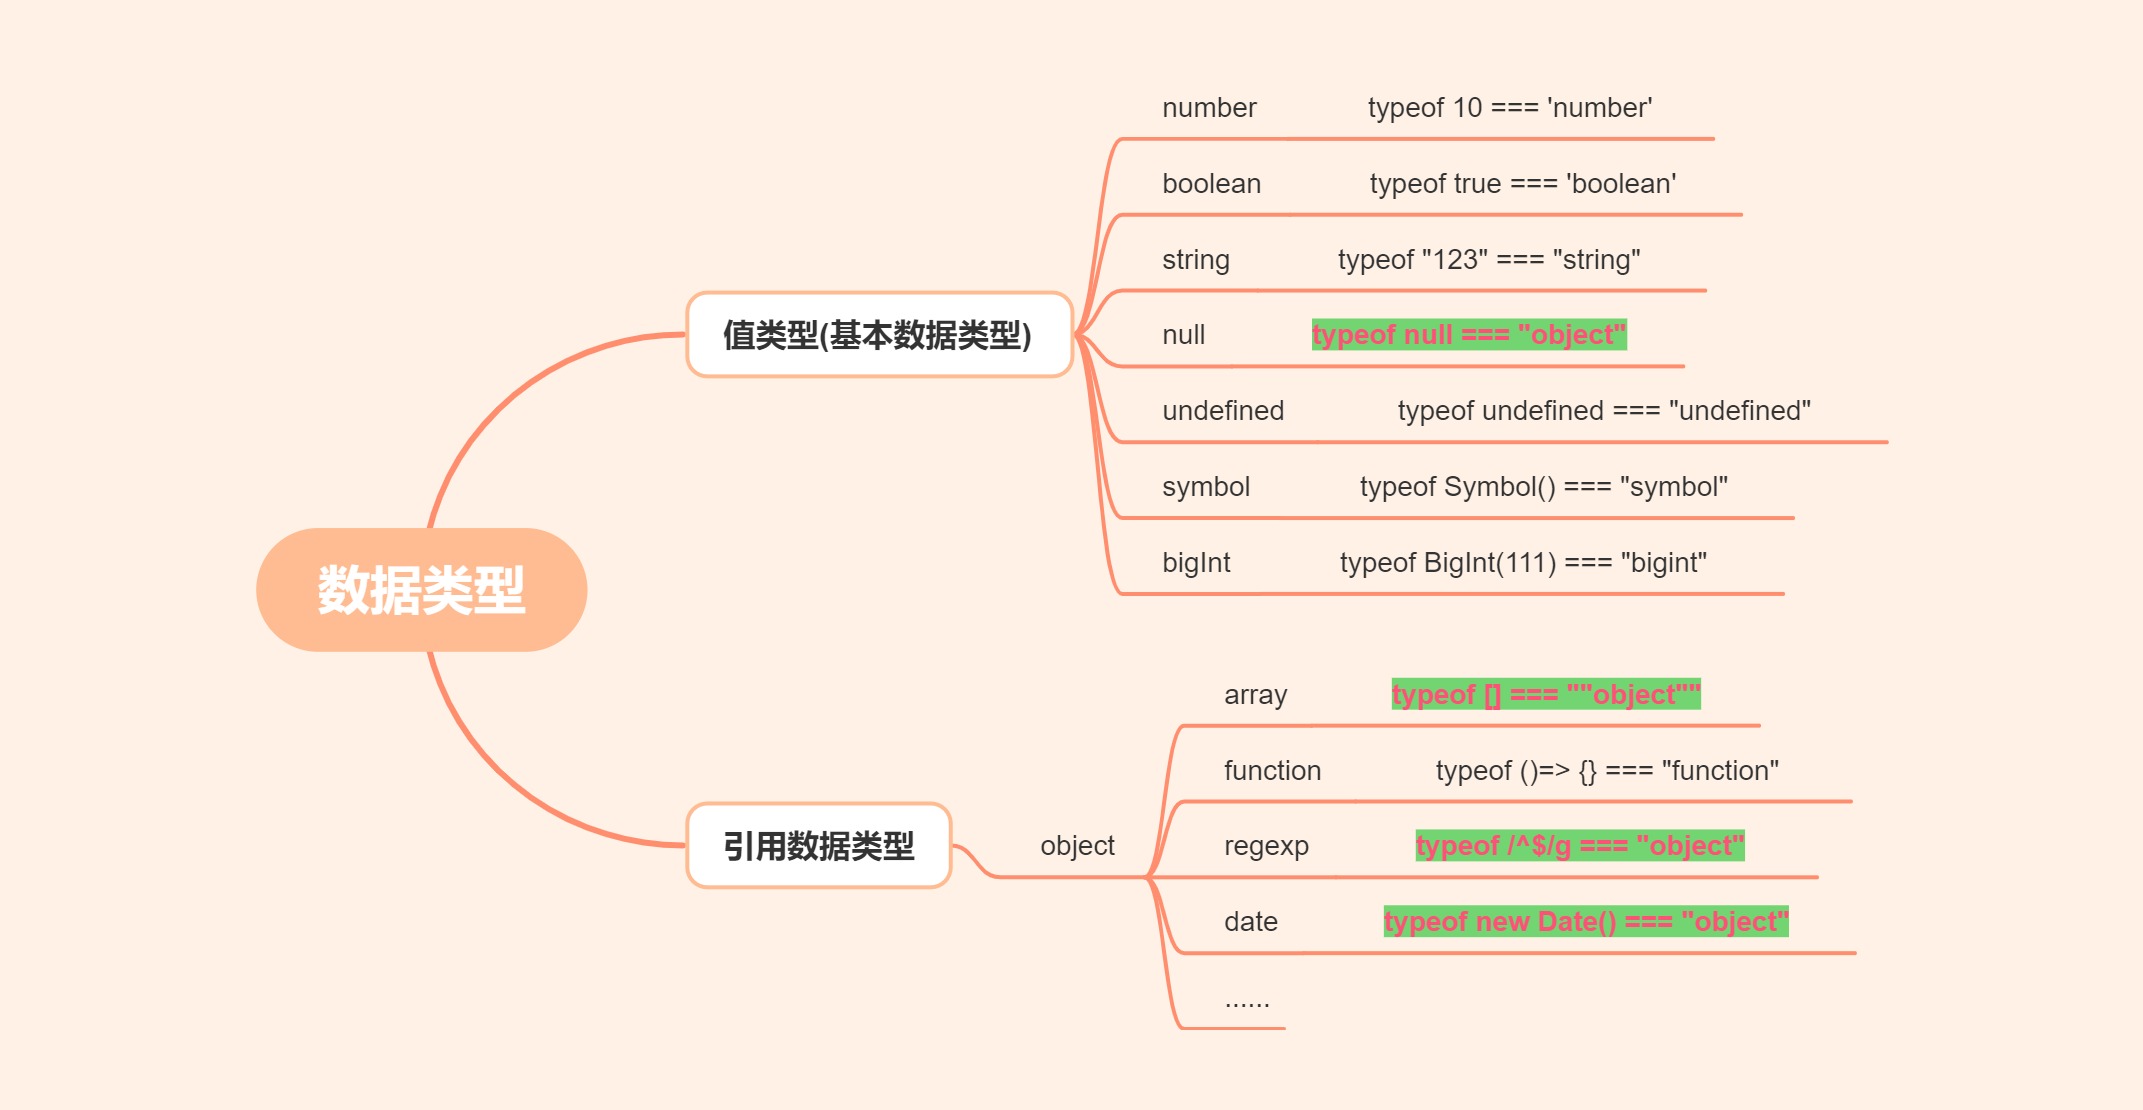 数据类型
值类型(基本数据类型)
number typeof 10 === 'number'
boolean typeof true === 'boolean'
string typeof "123" === "string"
null typeof null === "object"
undefined typeof undefined === "undefined"
symbol typeof Symbol() === "symbol"
bigInt typeof BigInt(111) === "bigint"
引用数据类型
object
array typeof [] === ""object""
function typeof ()=> {} === "function"
regexp typeof /^$/g === "object"
date typeof new Date() === "object"
......